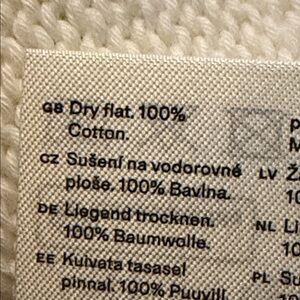 GB Dry flat. 100%
Cotton.
CZ Sušení na vodorovné
ploše. 100% Bavlna.
DE Liegend trocknen.
100% Baumwolle.
EE Kuivata tasasel
pinnal. 100% Puuvill.
LV
NL
PL